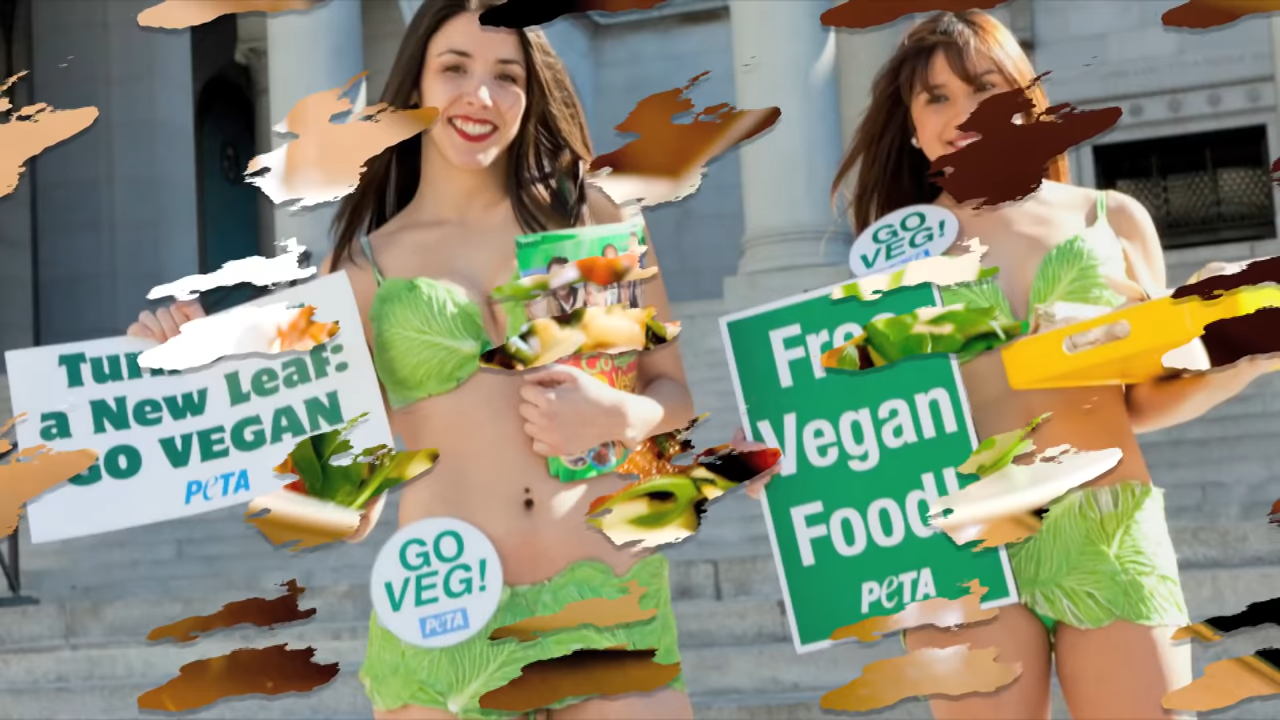 GO
VEG!
a New Leaf:
GO VEGAN
PETA
GO
VEG!
PETA
Vegan
Food!
PETA